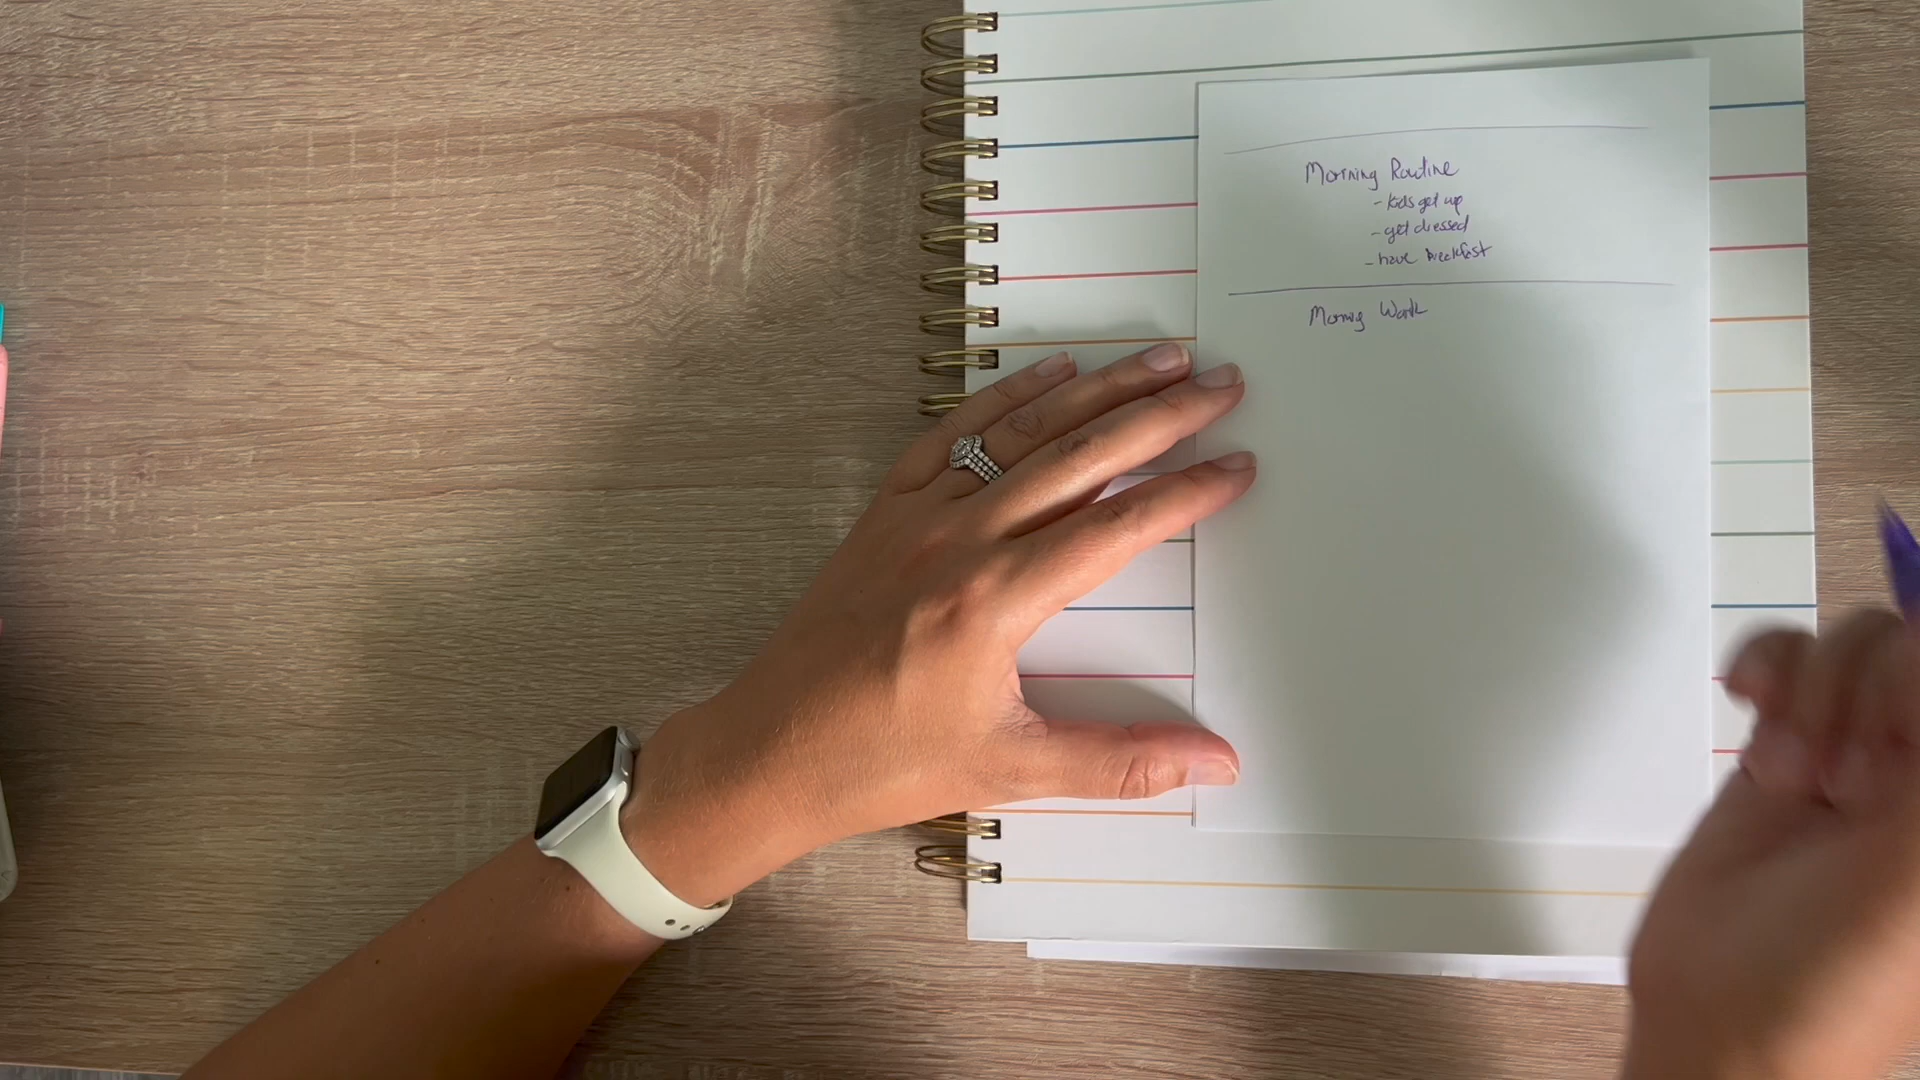 Morning Routine
- Kids get up
- get dressed
- have breakfast
Morning Work